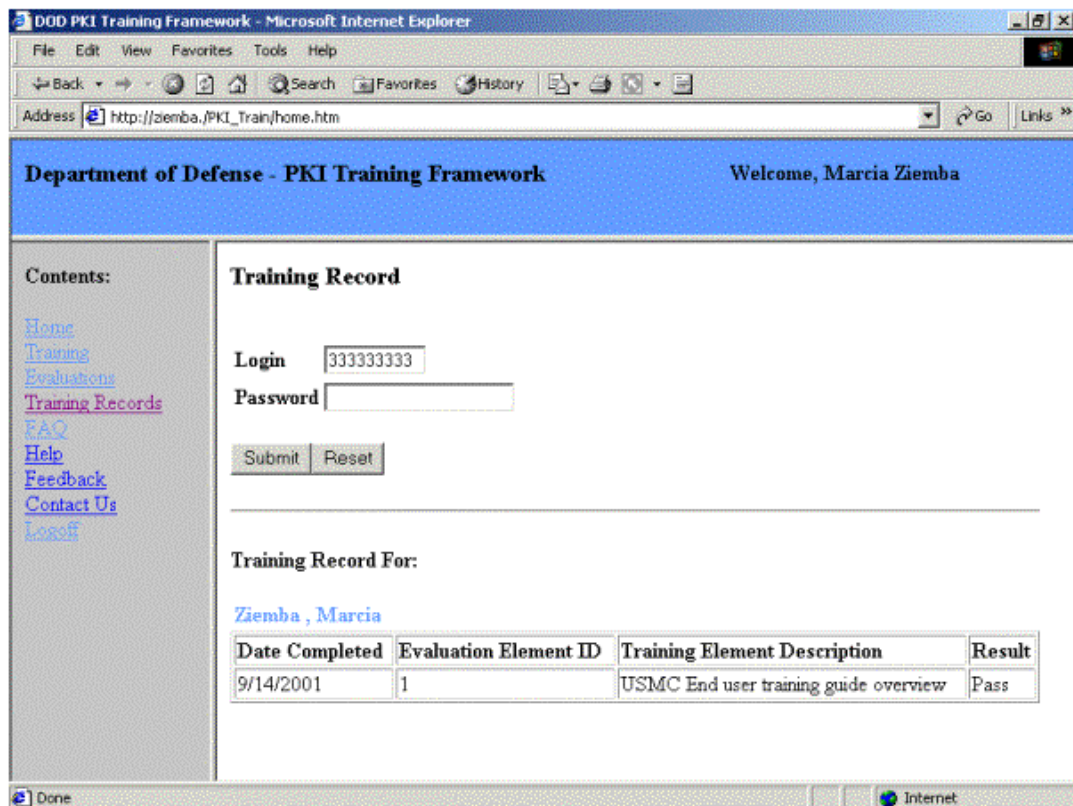 DOD PKI Training Framework - Microsoft Internet Explorer
File Edit View Favorites Tools Help
Back Search Favorites History
Address http://ziemba./PKI_Train/home.htm Go Links »
Department of Defense - PKI Training Framework Welcome, Marcia Ziemba
Contents:
Home
Training
Evaluations
Training Records
FAQ
Help
Feedback
Contact Us
Logoff
Training Record
Login 333333333
Password
Submit Reset
Training Record For:
Ziemba , Marcia
Date Completed Evaluation Element ID Training Element Description Result
9/14/2001 1 USMC End user training guide overview Pass
Done Internet